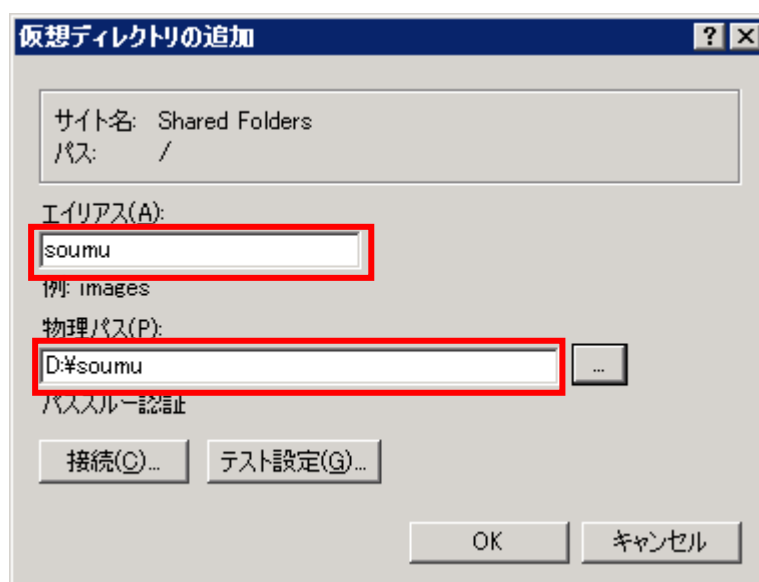 仮想ディレクトリの追加
サイト名: Shared Folders
パス: /
エイリアス(A):
soumu
例: images
物理パス(P):
D:¥soumu
...
パススルー認証
接続(C)...
テスト設定(G)...
OK
キャンセル